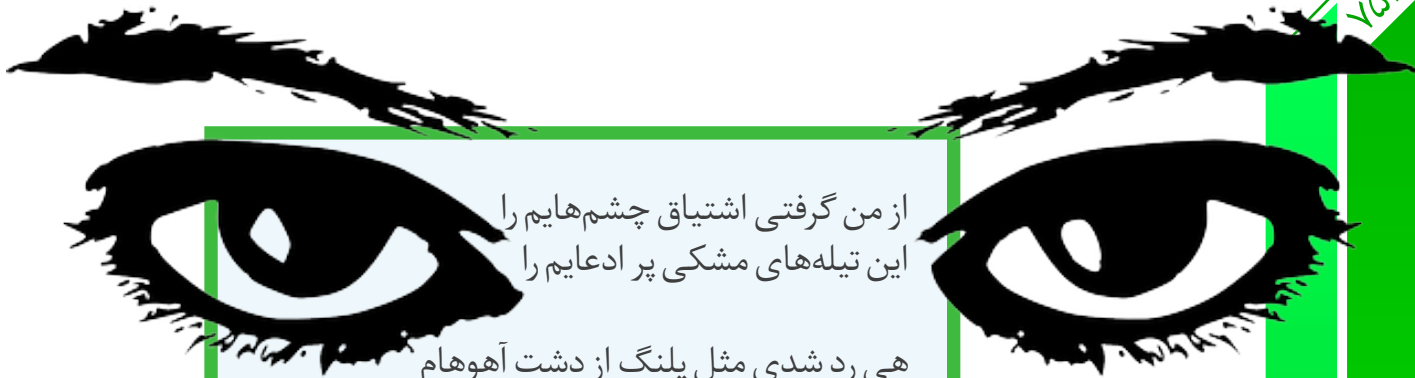 از من گرفتی اشتیاق چشم‌هایم را
این تیله‌های مشکی پر ادعایم را
هی رد شدی مثل پلنگ از دشت آهوهام